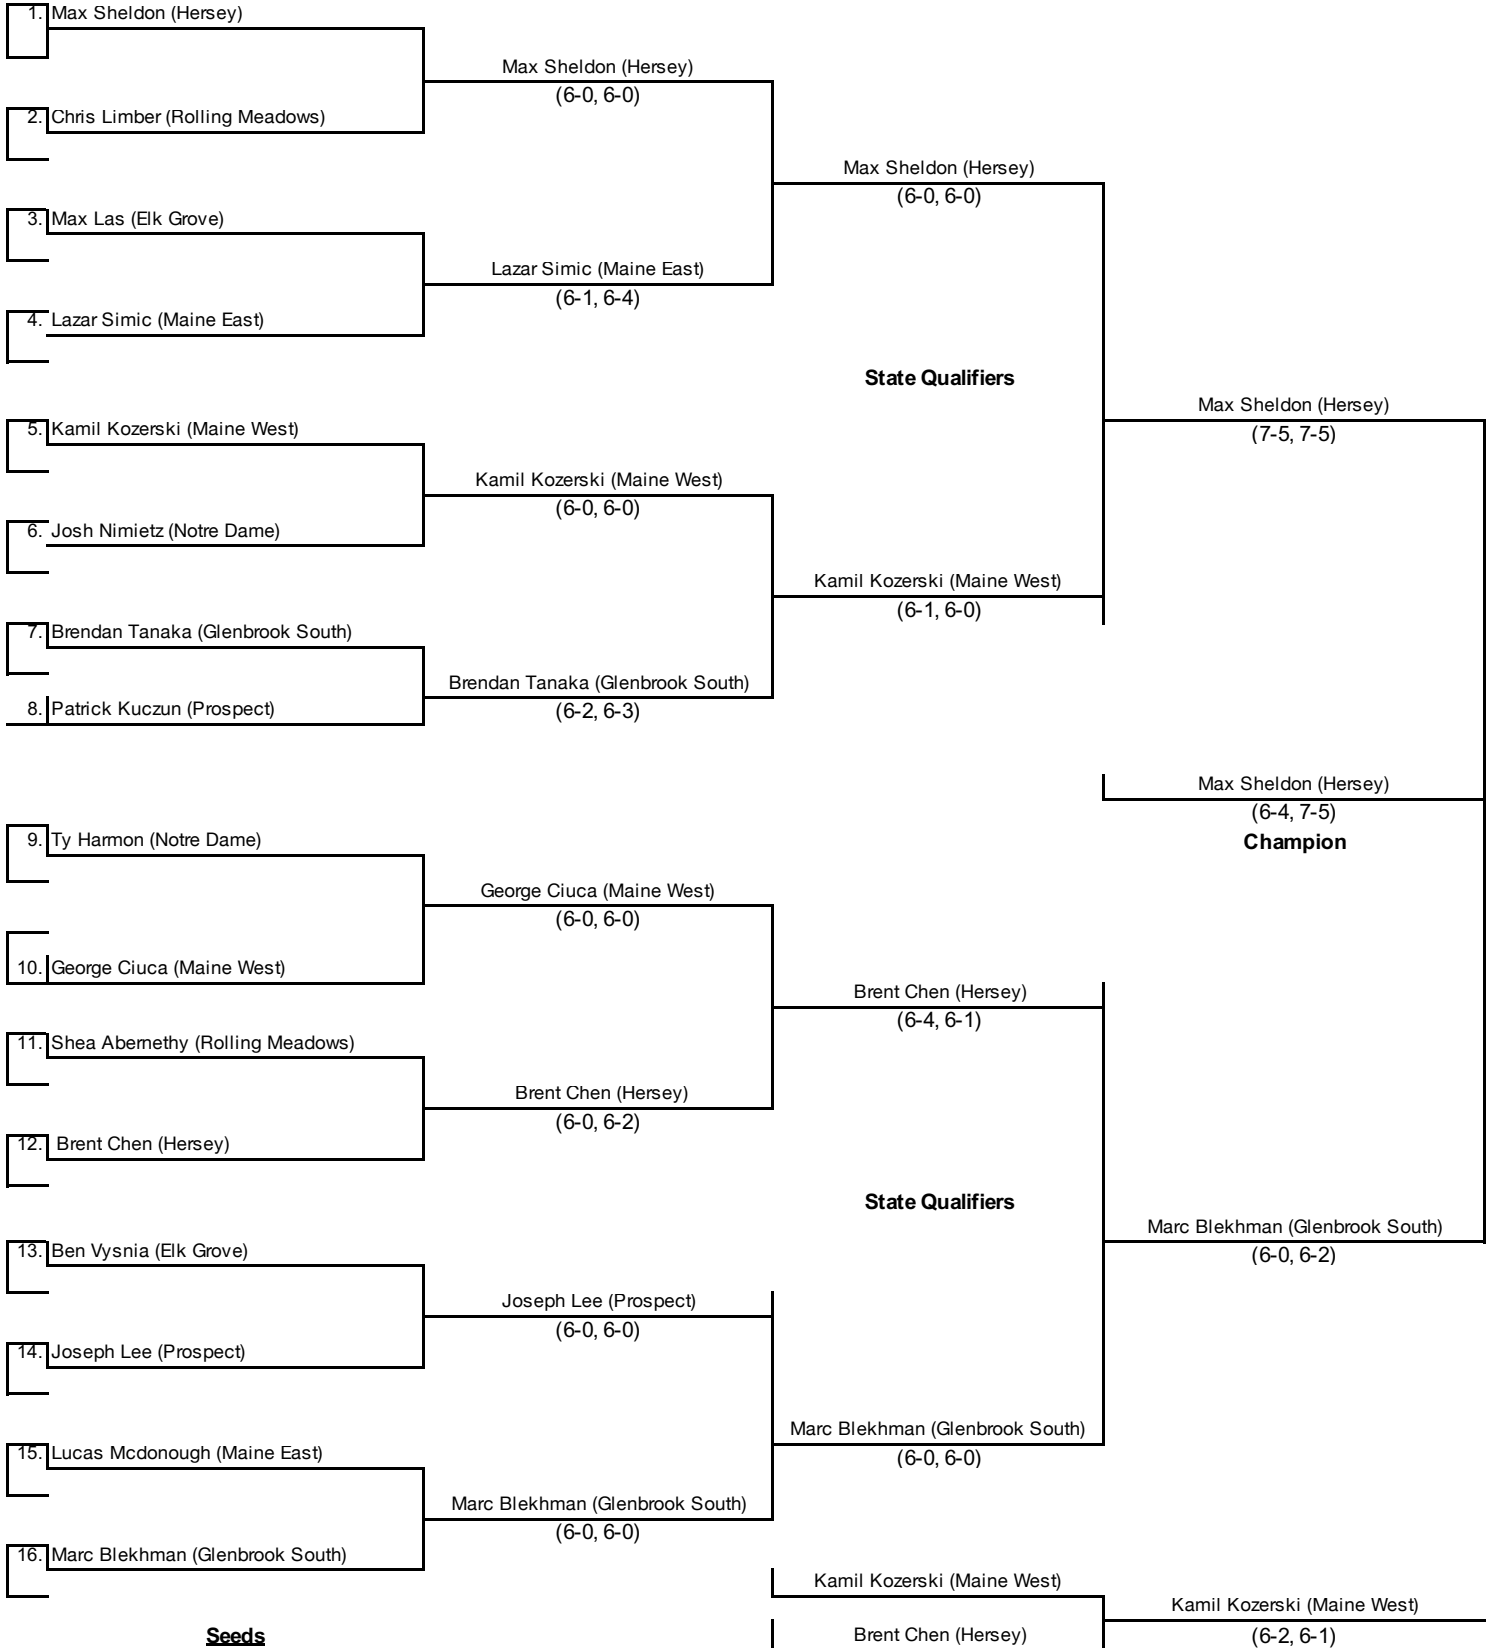 1. Max Sheldon (Hersey)
Max Sheldon (Hersey)
(6-0, 6-0)
2. Chris Limber (Rolling Meadows)
Max Sheldon (Hersey)
(6-0, 6-0)
3. Max Las (Elk Grove)
Lazar Simic (Maine East)
(6-1, 6-4)
4. Lazar Simic (Maine East)
State Qualifiers
Max Sheldon (Hersey)
(7-5, 7-5)
5. Kamil Kozerski (Maine West)
Kamil Kozerski (Maine West)
(6-0, 6-0)
6. Josh Nimietz (Notre Dame)
Kamil Kozerski (Maine West)
(6-1, 6-0)
7. Brendan Tanaka (Glenbrook South)
Brendan Tanaka (Glenbrook South)
(6-2, 6-3)
8. Patrick Kuczun (Prospect)
Max Sheldon (Hersey)
(6-4, 7-5)
Champion
9. Ty Harmon (Notre Dame)
George Ciuca (Maine West)
(6-0, 6-0)
10. George Ciuca (Maine West)
Brent Chen (Hersey)
(6-4, 6-1)
11. Shea Abernethy (Rolling Meadows)
Brent Chen (Hersey)
(6-0, 6-2)
12. Brent Chen (Hersey)
State Qualifiers
Marc Blekhman (Glenbrook South)
(6-0, 6-2)
13. Ben Vysnia (Elk Grove)
Joseph Lee (Prospect)
(6-0, 6-0)
14. Joseph Lee (Prospect)
Marc Blekhman (Glenbrook South)
(6-0, 6-0)
15. Lucas Mcdonough (Maine East)
Marc Blekhman (Glenbrook South)
(6-0, 6-0)
16. Marc Blekhman (Glenbrook South)
Kamil Kozerski (Maine West)
Kamil Kozerski (Maine West)
(6-2, 6-1)
Brent Chen (Hersey)
Seeds